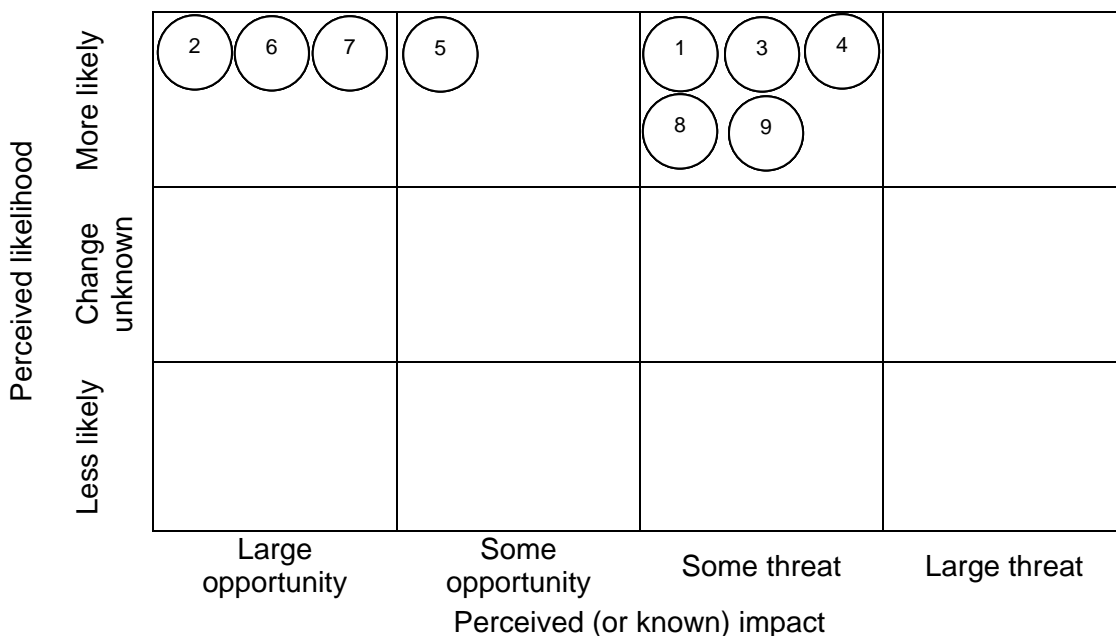 Perceived likelihood
More likely
2 6 7 5 1 3 4
8 9
Change
unknown
Less likely
Large
opportunity
Some
opportunity
Some threat
Large threat
Perceived (or known) impact